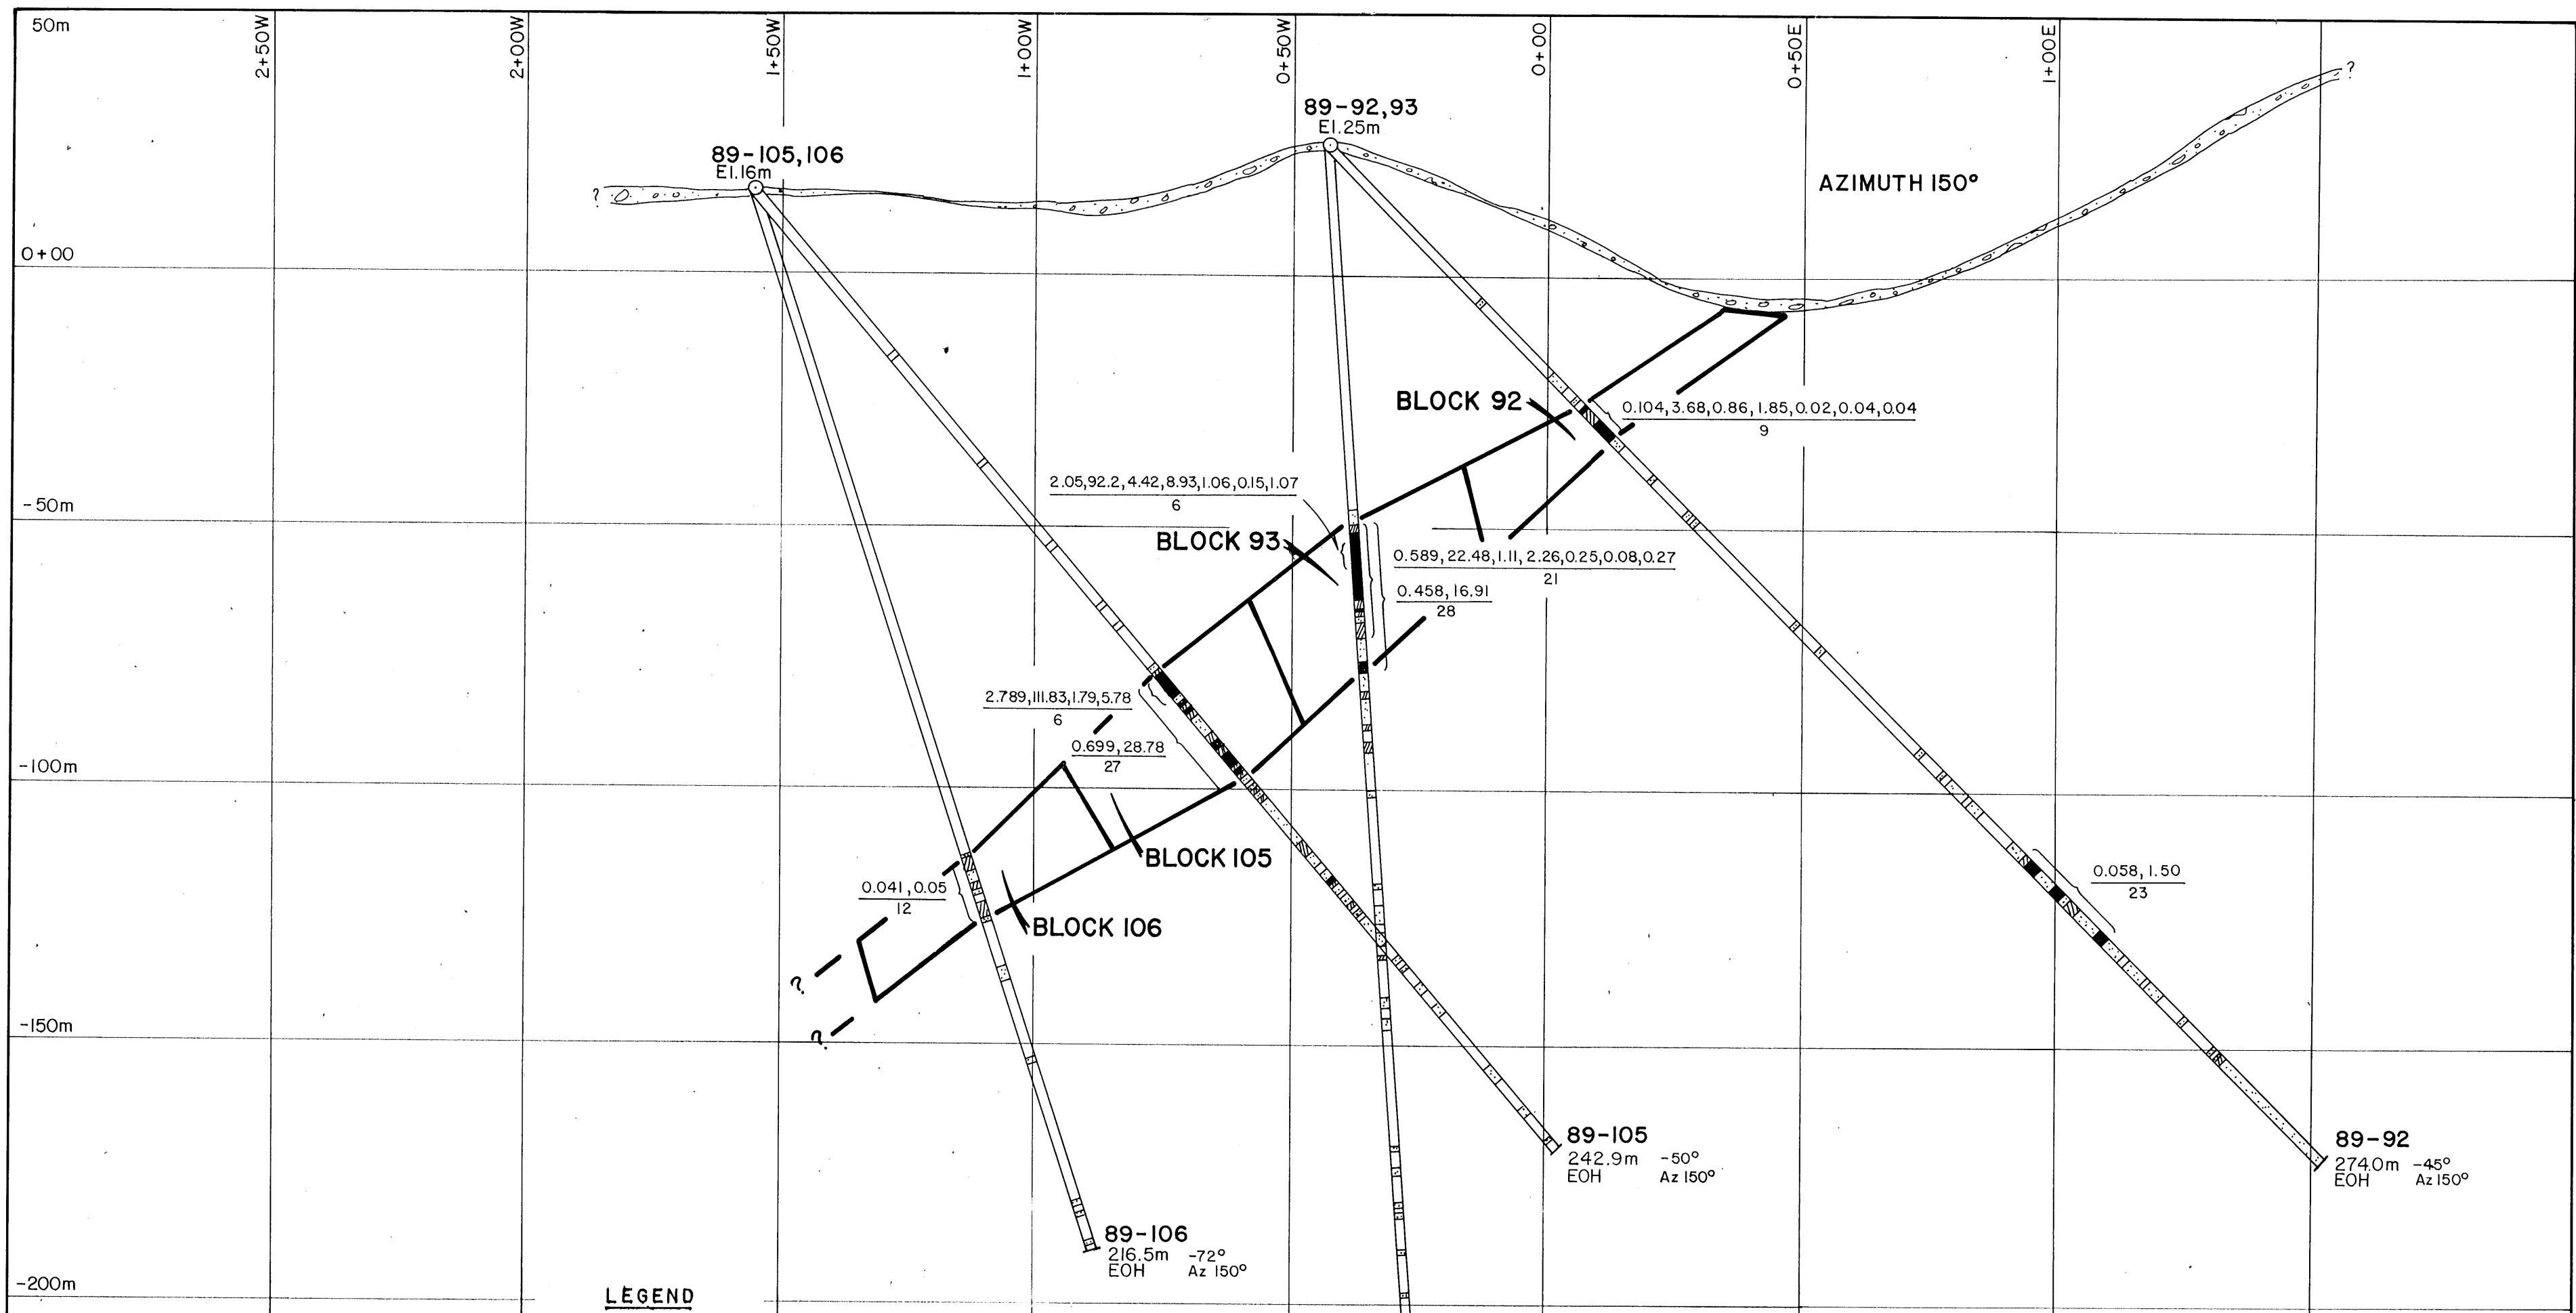 50m
2+50W
2+00W
1+50W
1+00W
0+50W
0+00
0+50E
1+00E
89-92,93
El.25m
89-105,106
El.16m
?
?
AZIMUTH 150°
0+00
BLOCK 92
0.104,3.68,0.86,1.85,0.02,0.04,0.04
9
2.05,92.2,4.42,8.93,1.06,0.15,1.07
6
-50m
BLOCK 93
0.589,22.48,1.11,2.26,0.25,0.08,0.27
21
0.458,16.91
28
2.789,111.83,1.79,5.78
6
0.699,28.78
27
-100m
BLOCK 105
0.041,0.05
12
0.058,1.50
23
BLOCK 106
?
?
-150m
89-105
242.9m -50°
EOH Az 150°
89-92
274.0m -45°
EOH Az 150°
89-106
216.5m -72°
EOH Az 150°
-200m
LEGEND